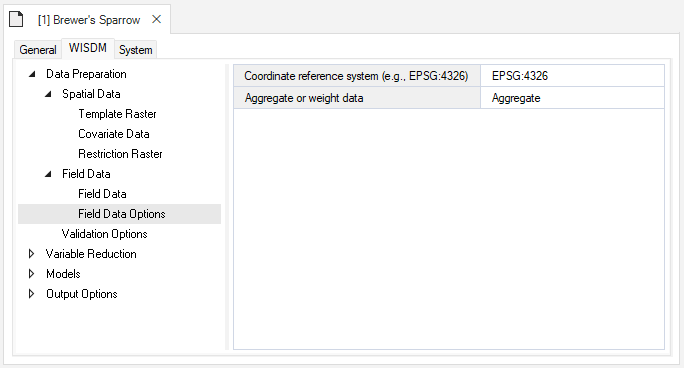 [1] Brewer's Sparrow
General WISDM System
Data Preparation
Spatial Data
Template Raster
Covariate Data
Restriction Raster
Field Data
Field Data
Field Data Options
Validation Options
Variable Reduction
Models
Output Options
Coordinate reference system (e.g., EPSG:4326) EPSG:4326
Aggregate or weight data Aggregate